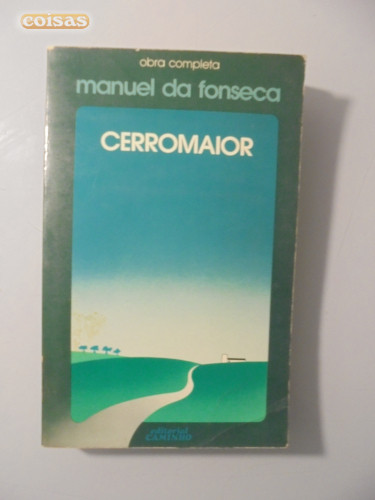 coisas
obra completa
manuel da fonseca
CERROMAIOR
editorial
CAMINHO